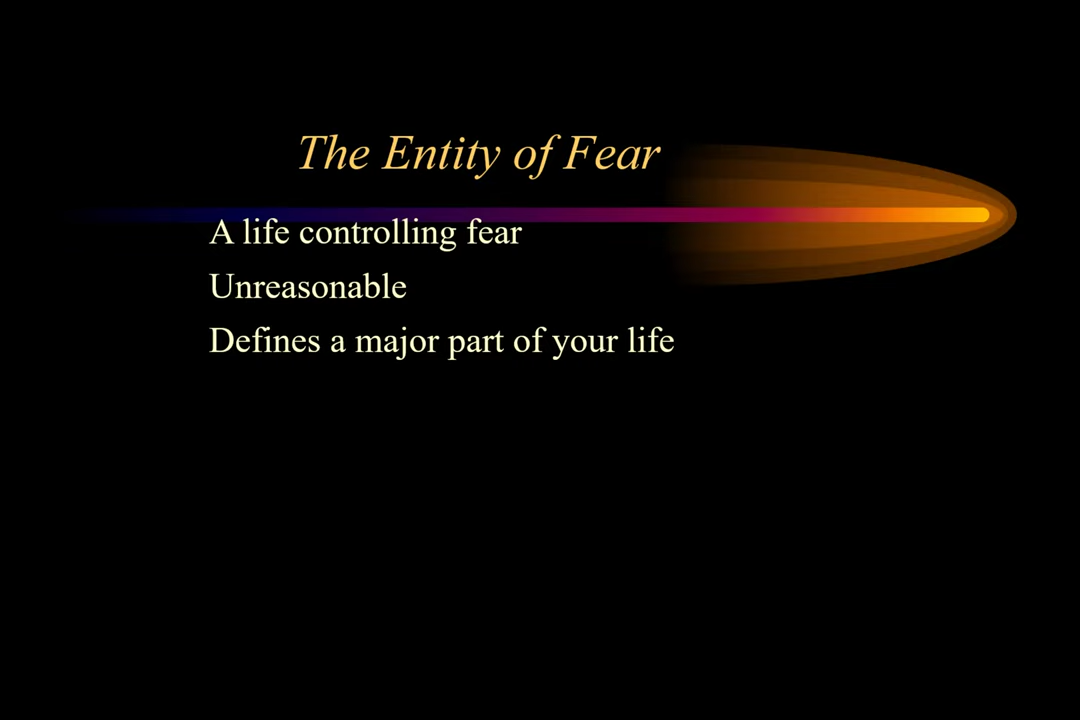 The Entity of Fear
A life controlling fear
Unreasonable
Defines a major part of your life